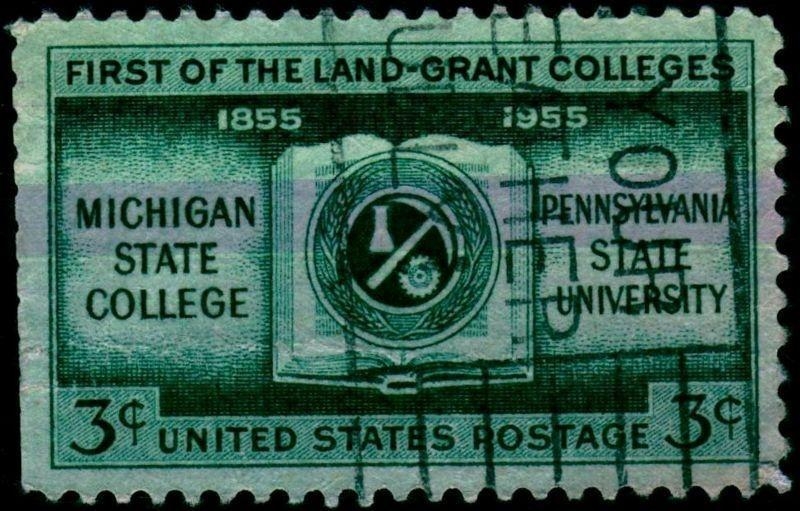 FIRST OF THE LAND-GRANT COLLEGES
1855 1955
MICHIGAN
STATE
COLLEGE
PENNSYLVANIA
STATE
UNIVERSITY
3¢ UNITED STATES POSTAGE 3¢